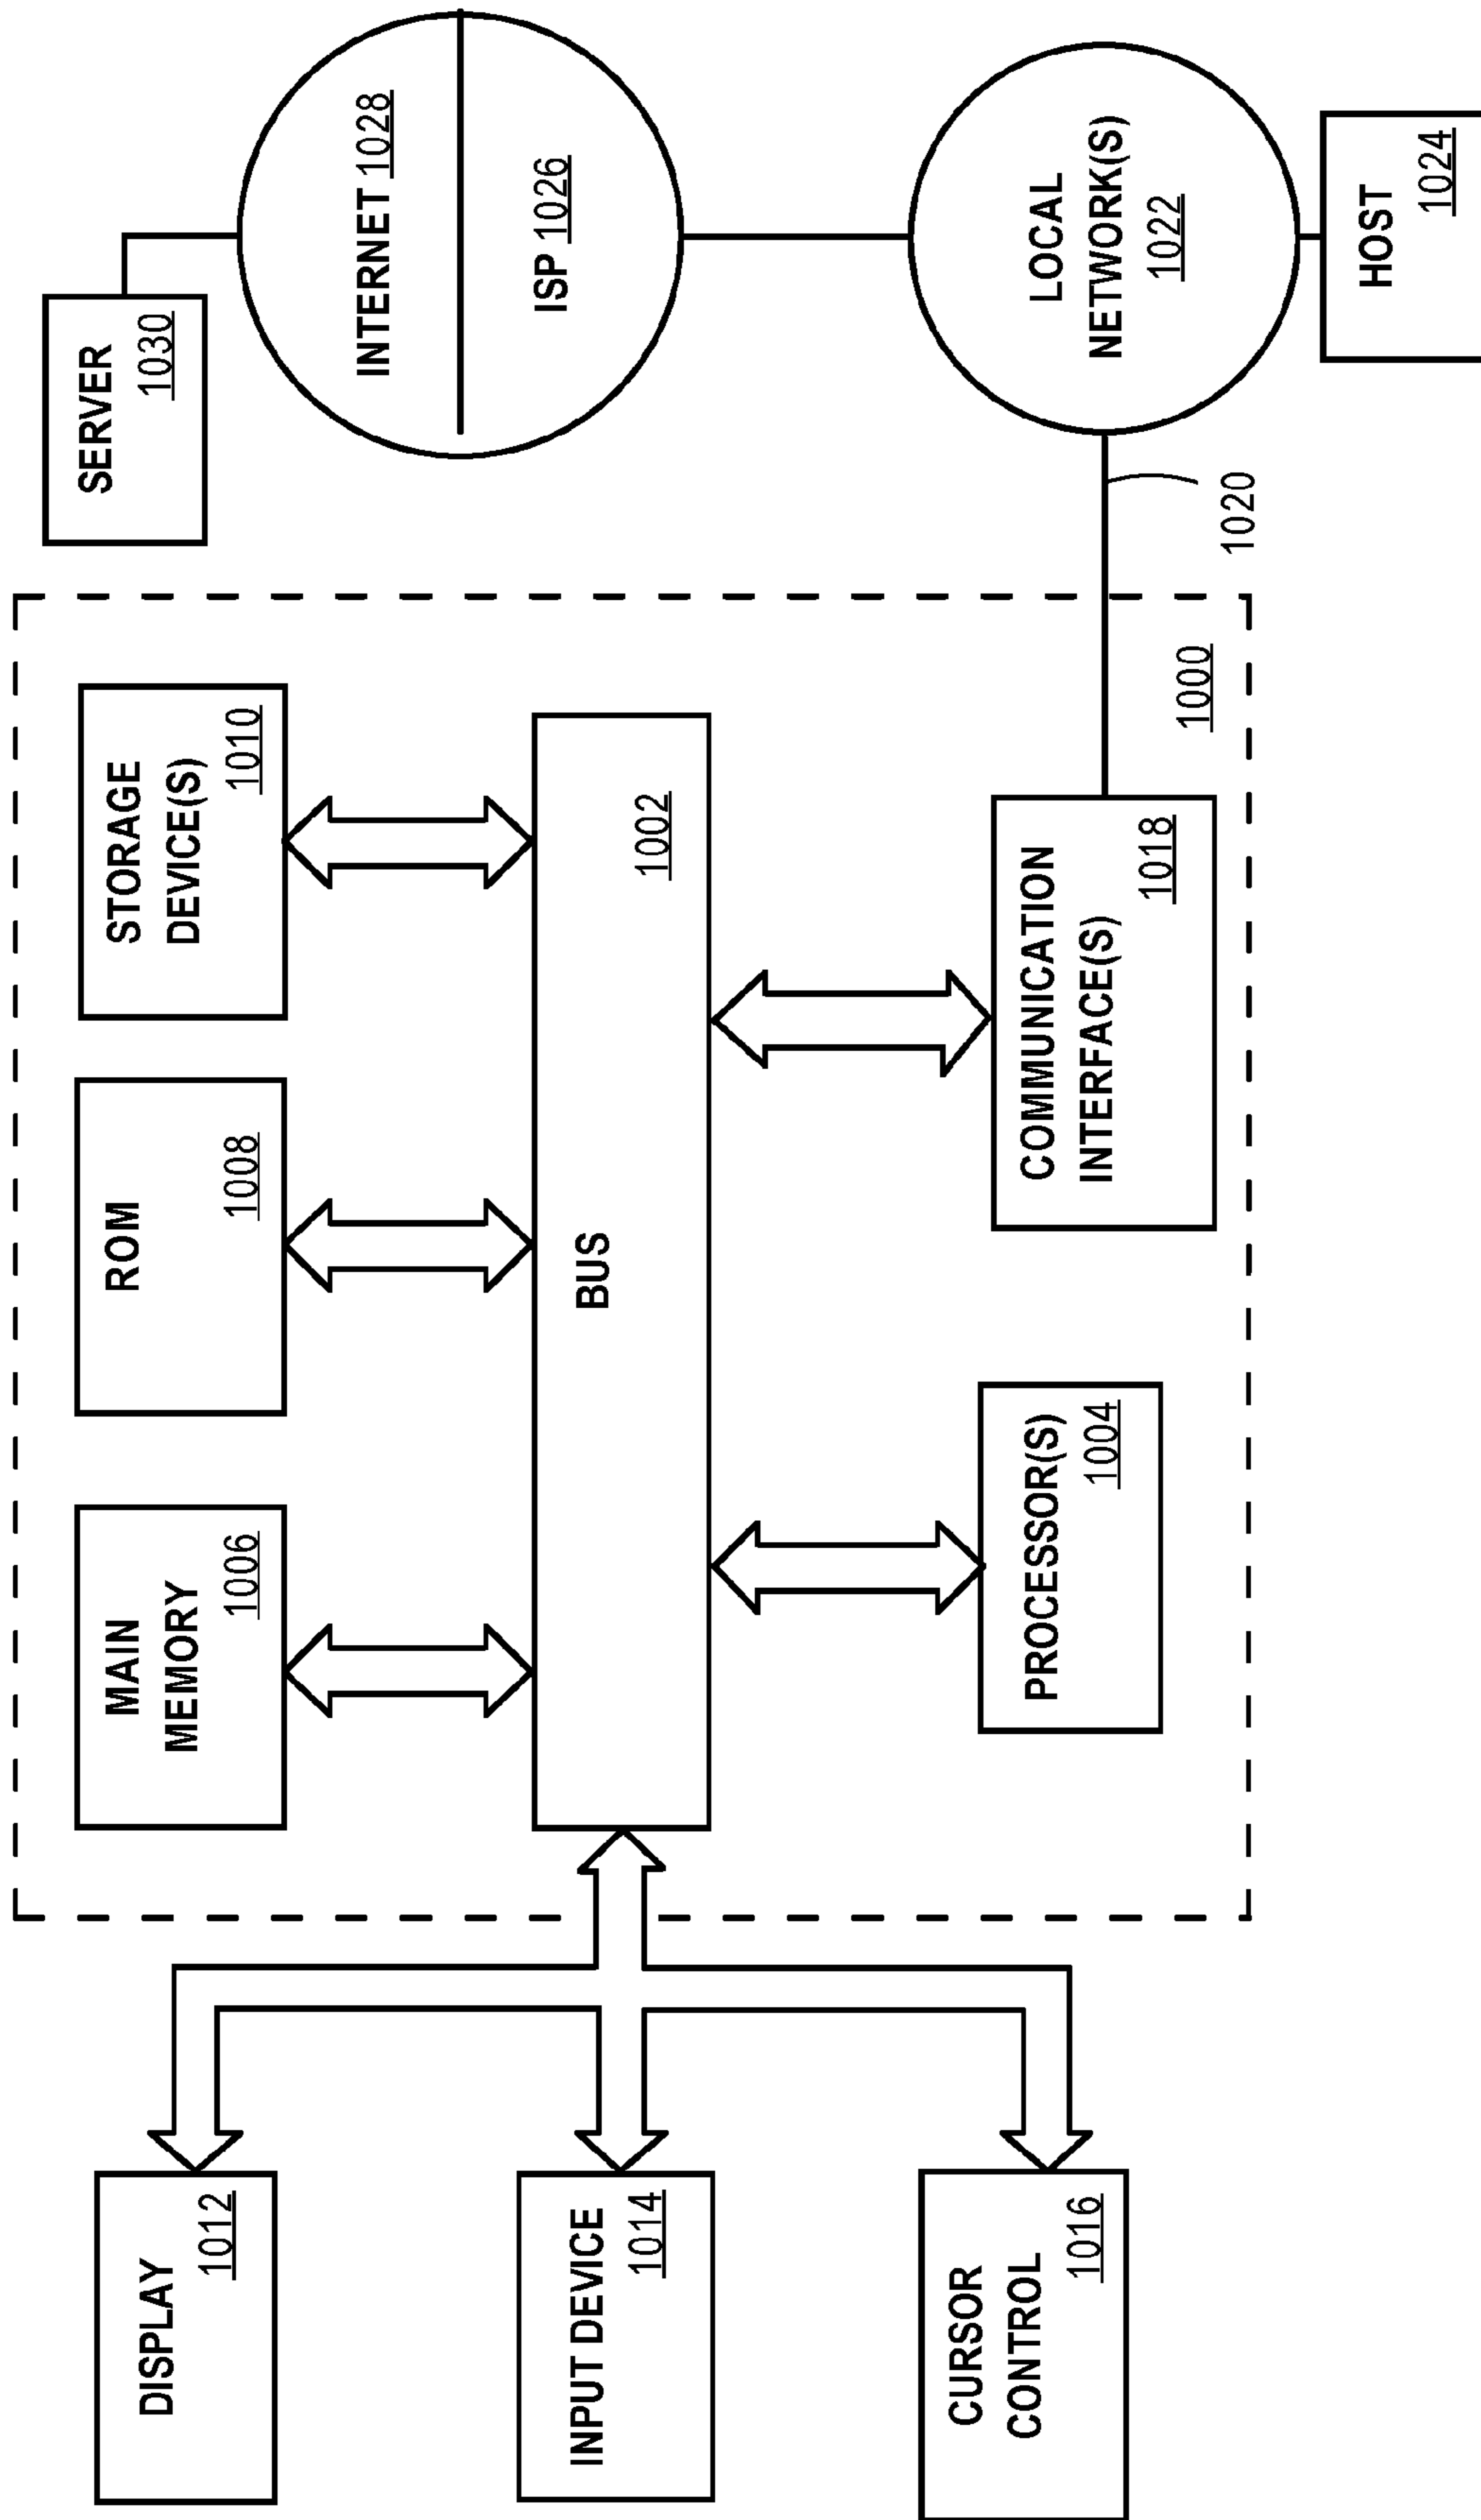 DISPLAY
1012
INPUT DEVICE
1014
CURSOR
CONTROL
1016
MAIN
MEMORY
1006
ROM
1008
STORAGE
DEVICE(S)
1010
BUS
1002
PROCESSOR(S)
1004
COMMUNICATION
INTERFACE(S)
1018
1000
SERVER
1030
INTERNET 1028
ISP 1026
1020
LOCAL
NETWORK(S)
1022
HOST
1024